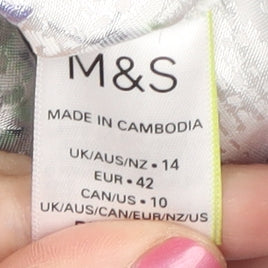 M&S
MADE IN CAMBODIA
UK/AUS/NZ • 14
EUR • 42
CAN/US • 10
UK/AUS/CAN/EUR/NZ/US